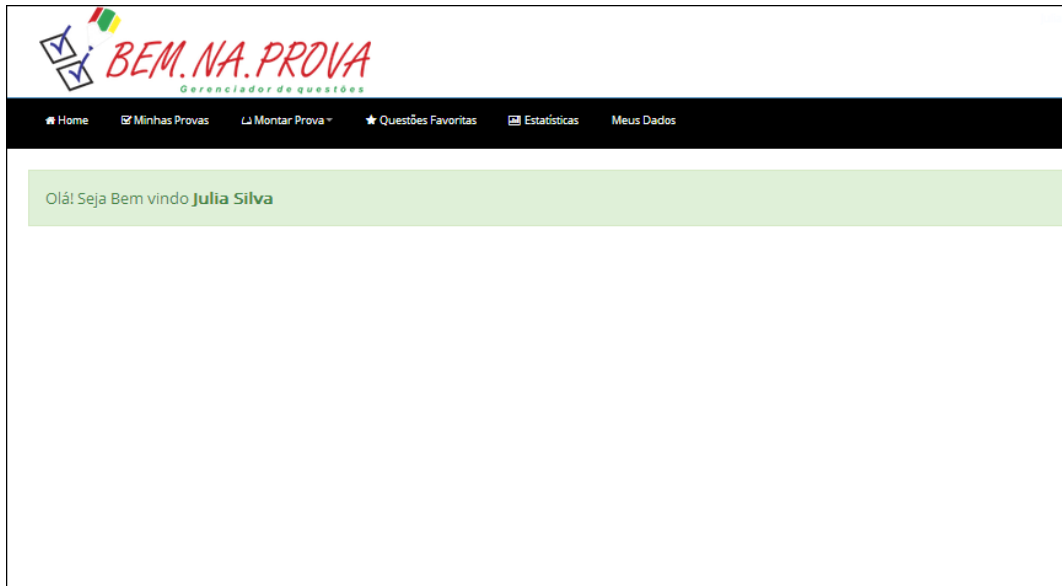 BEM.NA.PROVA
Gerenciador de questões
Home Minhas Provas Montar Prova Questões Favoritas Estatísticas Meus Dados
Olá! Seja Bem vindo Julia Silva